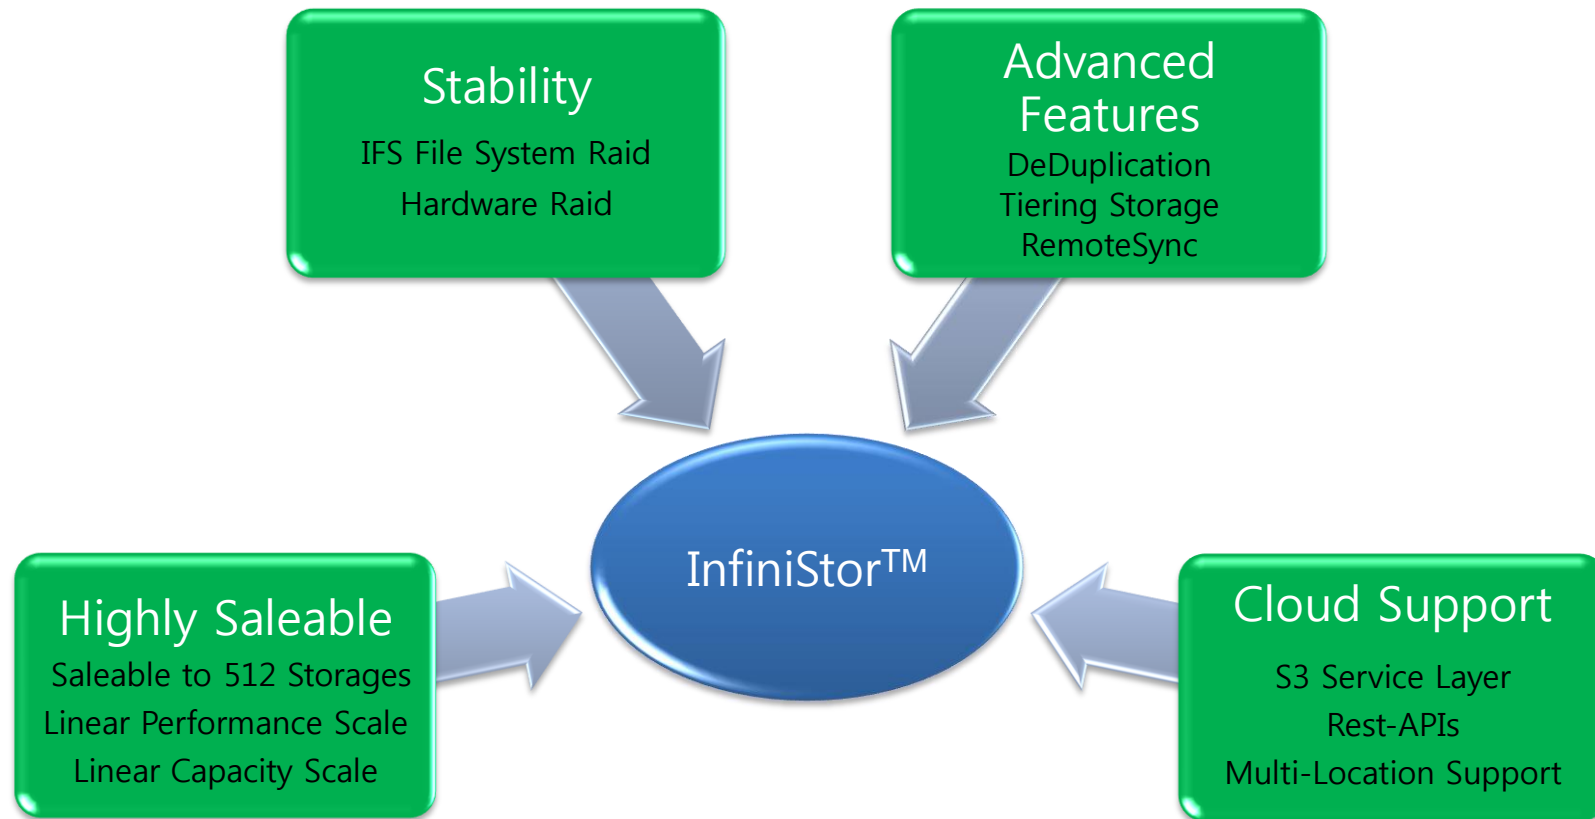 Stability
IFS File System Raid
Hardware Raid
Advanced
Features
DeDuplication
Tiering Storage
RemoteSync
InfiniStor™
Highly Saleable
Saleable to 512 Storages
Linear Performance Scale
Linear Capacity Scale
Cloud Support
S3 Service Layer
Rest-APIs
Multi-Location Support